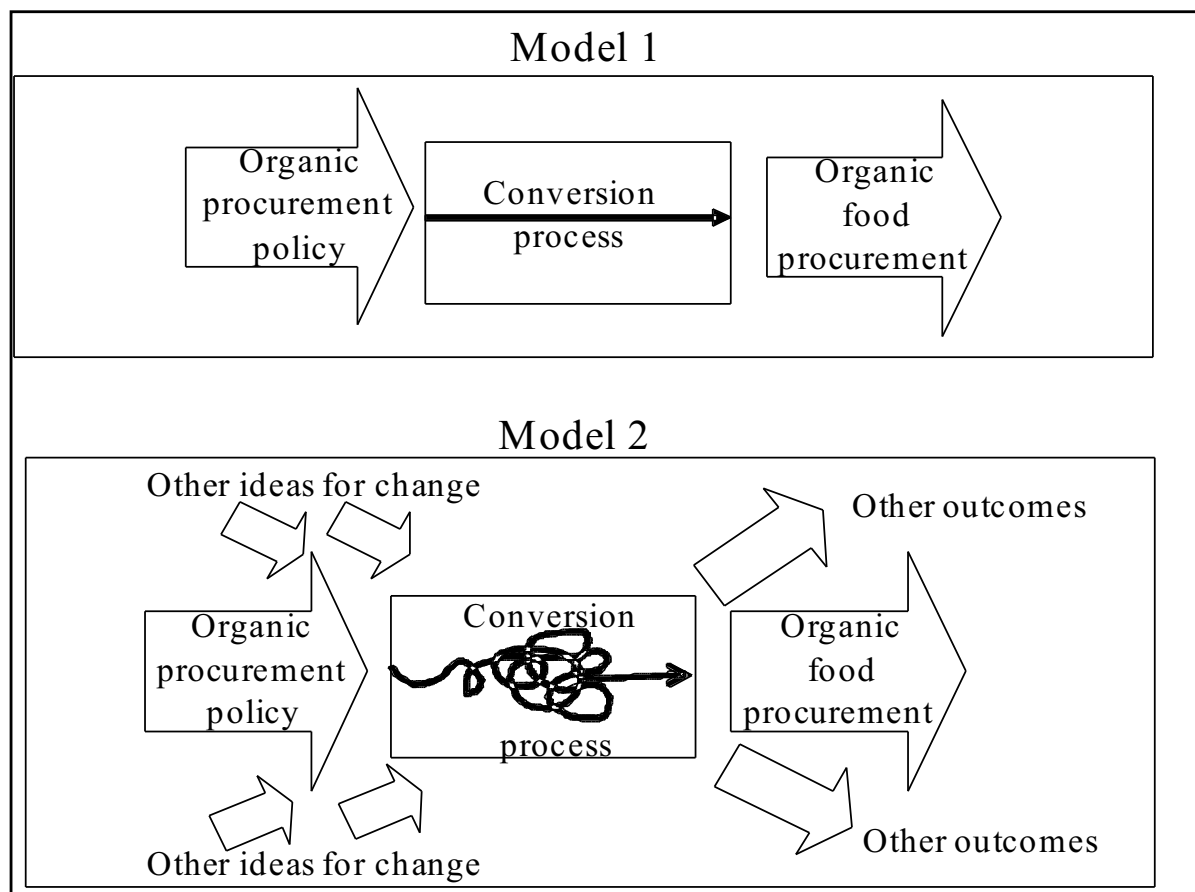 Model 1
Organic
procurement
policy
Conversion
process
Organic
food
procurement
Model 2
Other ideas for change
Other outcomes
Organic
procurement
policy
Conversion
process
Organic
food
procurement
Other ideas for change
Other outcomes